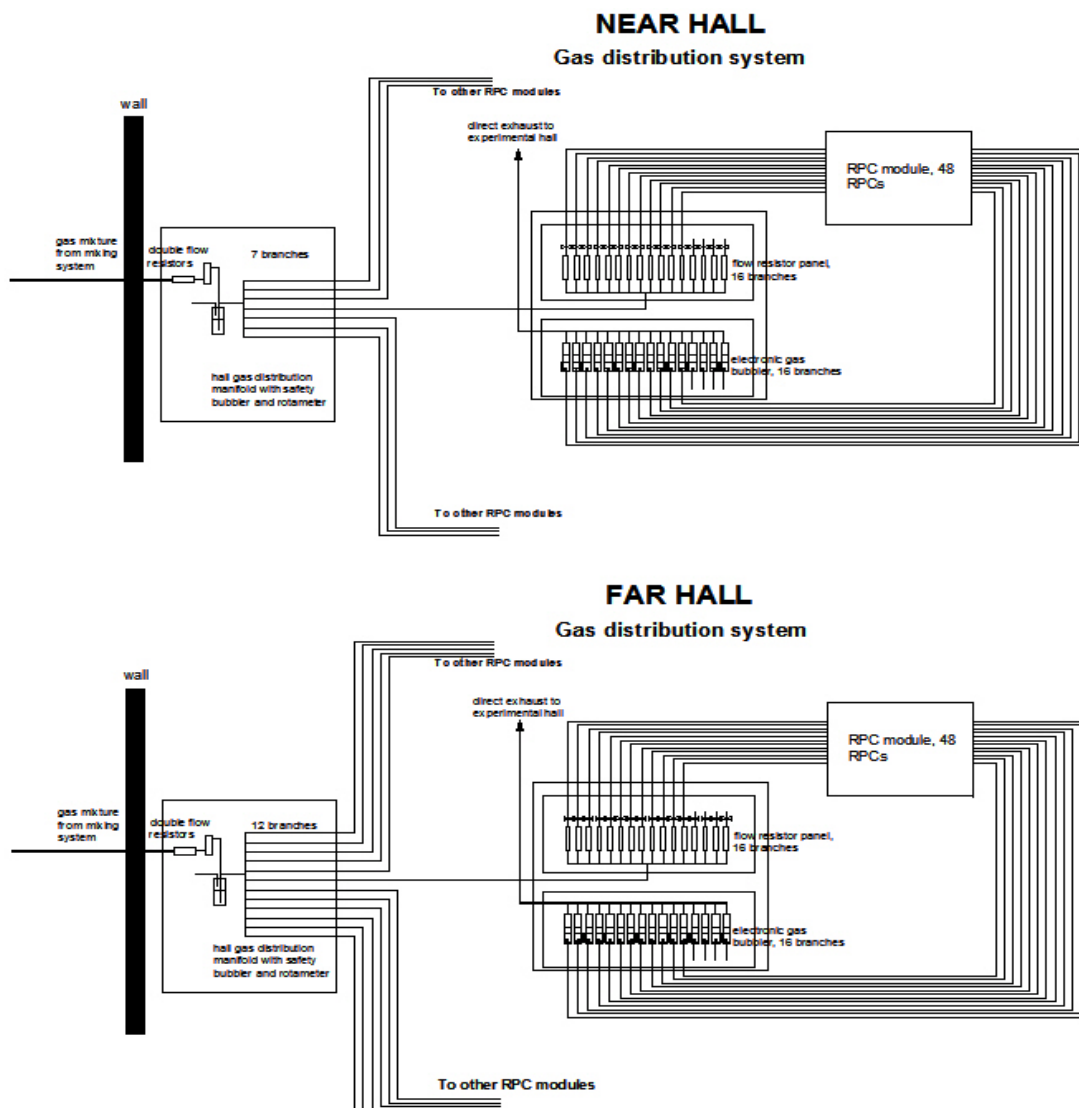 NEAR HALL
Gas distribution system
To other RPC modules
wall
direct exhaust to
experimental hall
RPC module, 48
RPCs
gas mixture
from mixing
system
double flow
resistors
7 branches
flow resistor panel,
16 branches
electronic gas
bubbler, 16 branches
hall gas distribution
manifold with safety
bubbler and rotameter
To other RPC modules
FAR HALL
Gas distribution system
To other RPC modules
wall
direct exhaust to
experimental hall
RPC module, 48
RPCs
gas mixture
from mixing
system
double flow
resistors
12 branches
flow resistor panel,
16 branches
electronic gas
bubbler, 16 branches
hall gas distribution
manifold with safety
bubbler and rotameter
To other RPC modules